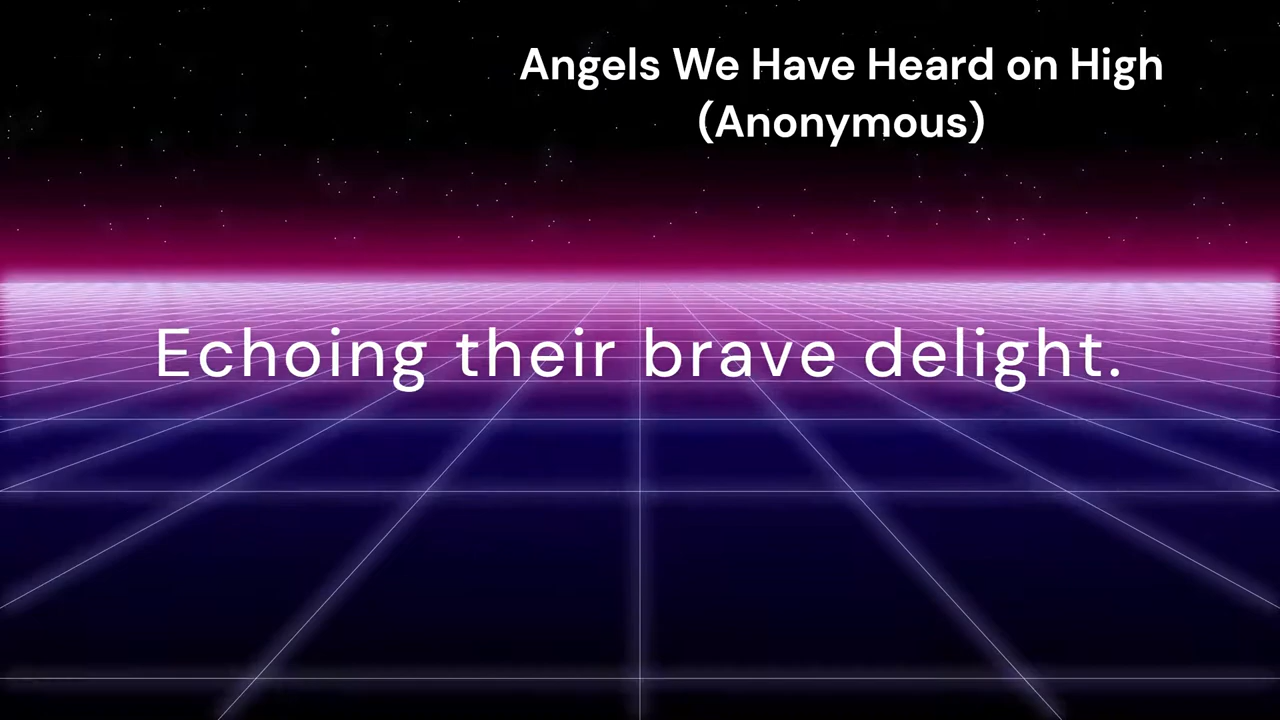 Angels We Have Heard on High
(Anonymous)
Echoing their brave delight.